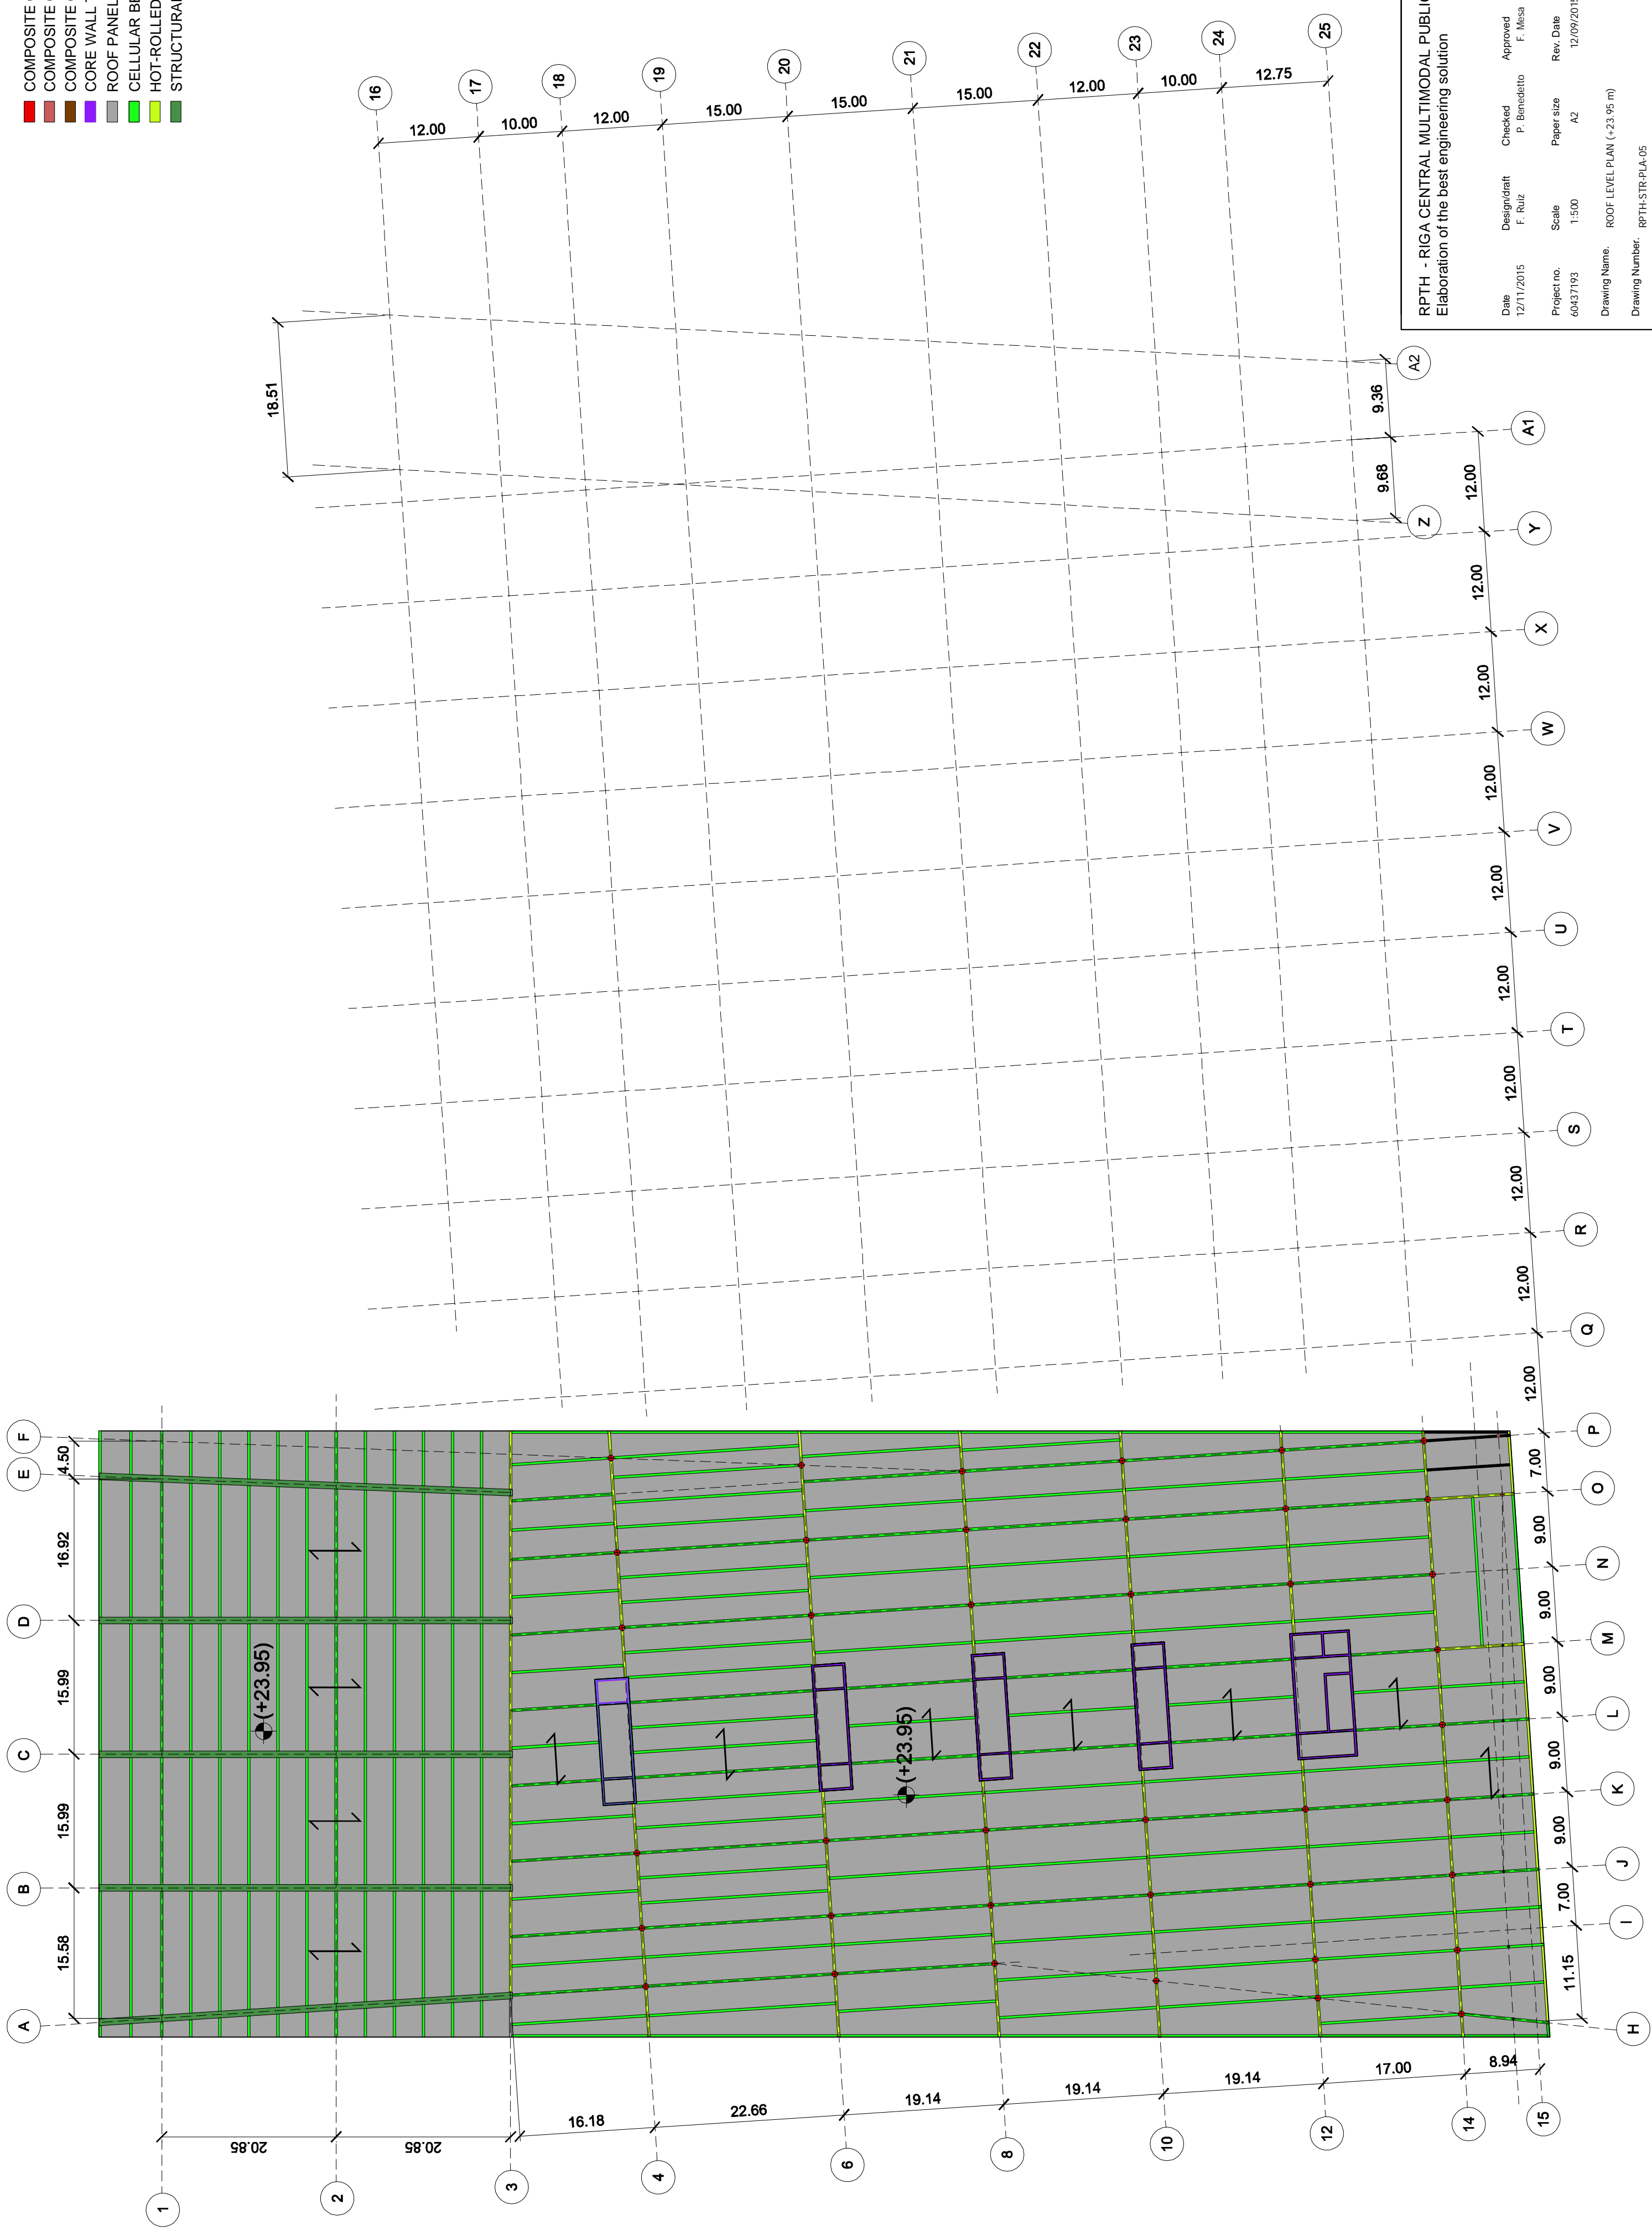 COMPOSITE
COMPOSITE
COMPOSITE
CORE WALL
ROOF PANEL
CELLULAR
HOT-ROLLED
STRUCTURAL
16
17
18
19
20
21
22
23
24
25
12.00
10.00
12.00
15.00
15.00
15.00
12.00
10.00
12.75
18.51
9.36
9.68
A2
Z
A1
Y
X
W
V
U
T
S
R
Q
P
O
N
M
L
K
J
I
H
12.00
12.00
12.00
12.00
12.00
12.00
12.00
12.00
12.00
12.00
7.00
9.00
9.00
9.00
9.00
9.00
7.00
11.15
F
E
D
C
B
A
4.50
16.92
15.99
15.99
15.58
(+23.95)
(+23.95)
1
2
3
4
6
8
10
12
14
15
20.85
20.85
16.18
22.66
19.14
19.14
19.14
17.00
8.94
RPTH - RIGA CENTRAL MULTIMODAL PUBLIC
Elaboration of the best engineering solution
Date Design/draft Checked Approved
12/11/2015 F. Ruiz P. Benedetto F. Mesa
Project no. Scale Paper size Rev. Date
60437193 1:500 A2 12/09/2015
Drawing Name. ROOF LEVEL PLAN (+23.95 m)
Drawing Number. RPTH-STR-PLA-05